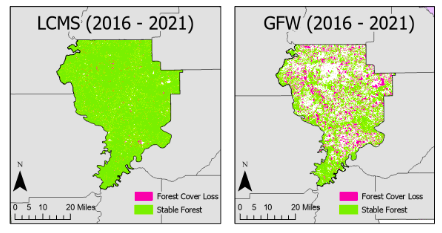 LCMS (2016 - 2021)
N
0 5 10 20 Miles
Forest Cover Loss
Stable Forest
GFW (2016 - 2021)
N
0 5 10 20 Miles
Forest Cover Loss
Stable Forest